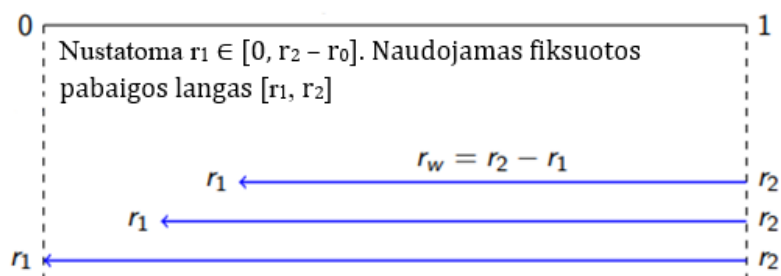 0 1
Nustatoma r₁ ∈ [0, r₂ – r₀]. Naudojamas fiksuotos
pabaigos langas [r₁, r₂]
r_w = r₂ − r₁
r₁ r₂
r₁ r₂
r₁ r₂